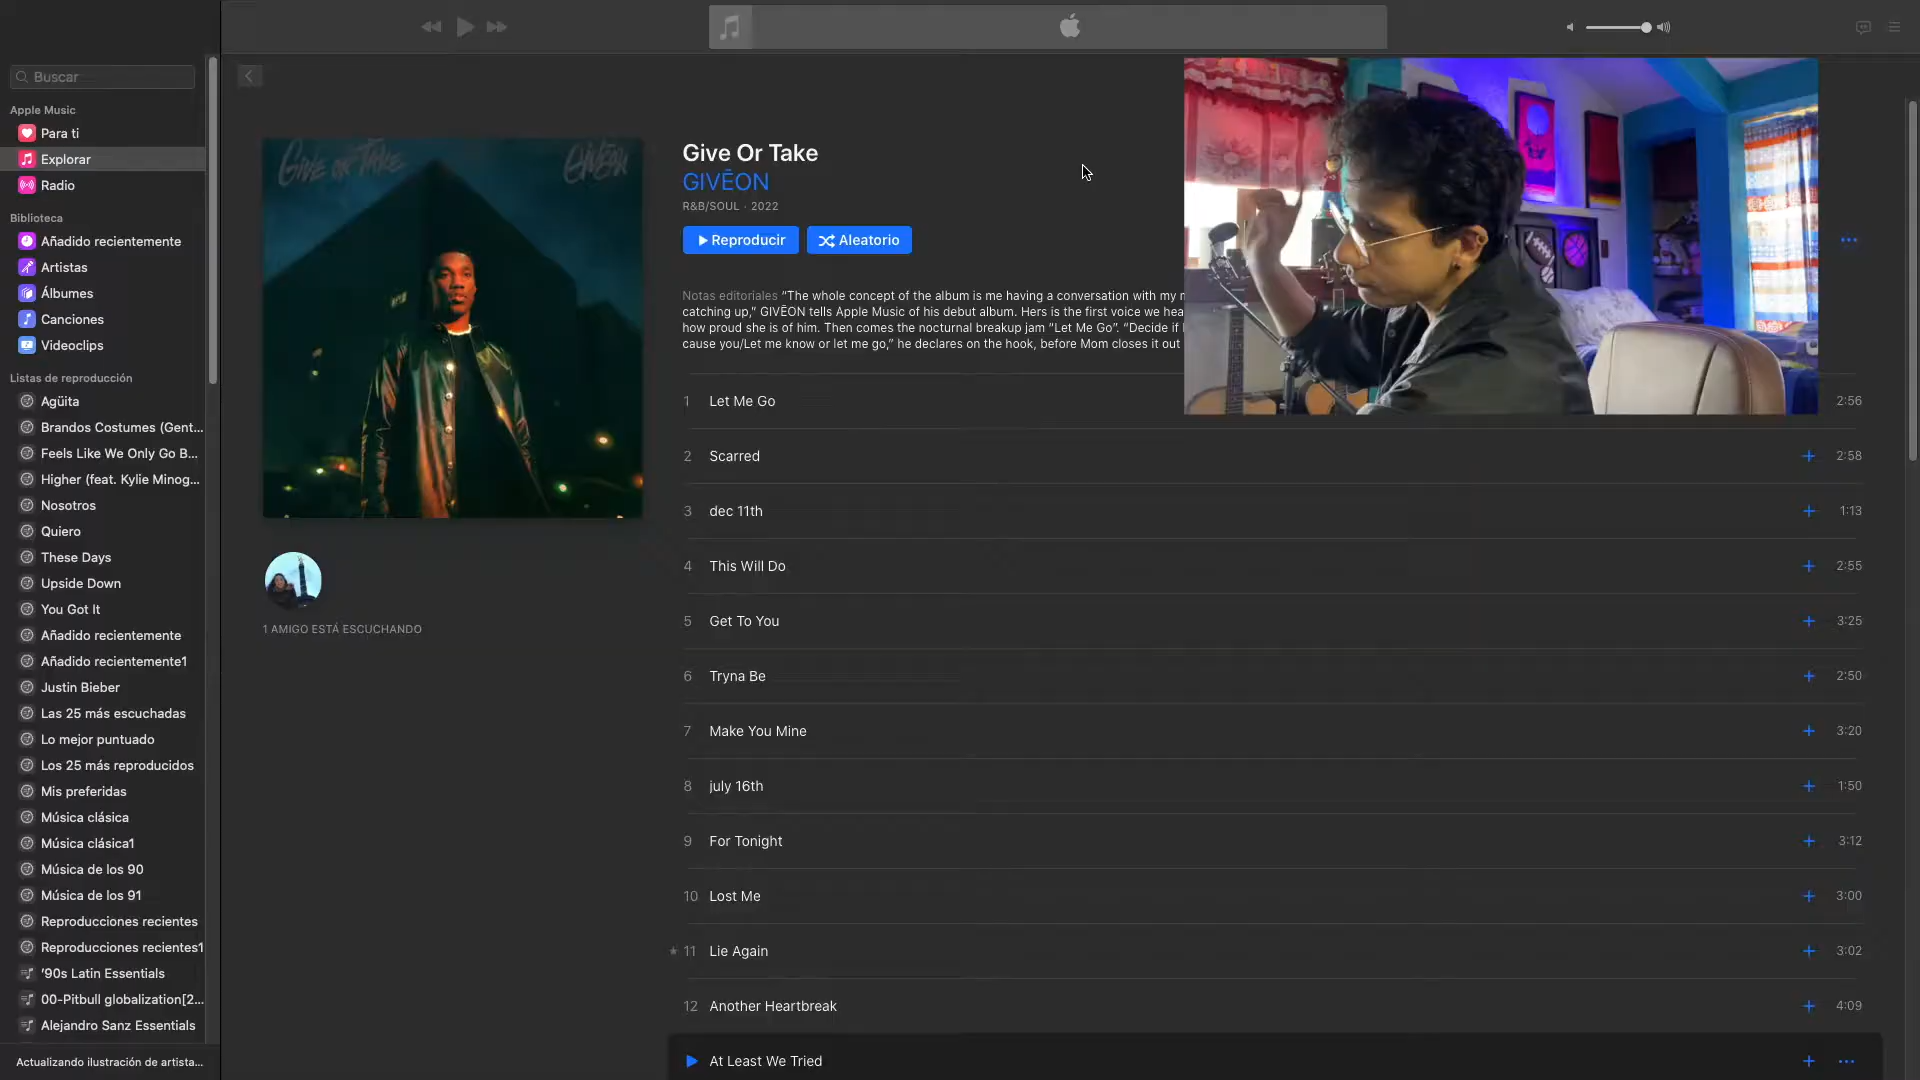 Buscar
Apple Music
Para ti
Explorar
Radio
Biblioteca
Añadido recientemente
Artistas
Álbumes
Canciones
Videoclips
Listas de reproducción
Agüita
Brandos Costumes (Gent...
Feels Like We Only Go B...
Higher (feat. Kylie Minog...
Nosotros
Quiero
These Days
Upside Down
You Got It
Añadido recientemente
Añadido recientemente1
Justin Bieber
Las 25 más escuchadas
Lo mejor puntuado
Los 25 más reproducidos
Mis preferidas
Música clásica
Música clásica1
Música de los 90
Música de los 91
Reproducciones recientes
Reproducciones recientes1
'90s Latin Essentials
00-Pitbull globalization[2...
Alejandro Sanz Essentials
Actualizando ilustración de artista...
GIVE OR TAKE GIVĒON
1 AMIGO ESTÁ ESCUCHANDO
Give Or Take
GIVĒON
R&B/SOUL · 2022
Reproducir Aleatorio
Notas editoriales “The whole concept of the album is me having a conversation with my
catching up,” GIVĒON tells Apple Music of his debut album. Hers is the first voice we
how proud she is of him. Then comes the nocturnal breakup jam “Let Me Go”. “Decide if
cause you/Let me know or let me go,” he declares on the hook, before Mom closes it out
1 Let Me Go 2:56
2 Scarred + 2:58
3 dec 11th + 1:13
4 This Will Do + 2:55
5 Get To You + 3:25
6 Tryna Be + 2:50
7 Make You Mine + 3:20
8 july 16th + 1:50
9 For Tonight + 3:12
10 Lost Me + 3:00
★ 11 Lie Again + 3:02
12 Another Heartbreak + 4:09
At Least We Tried + ...